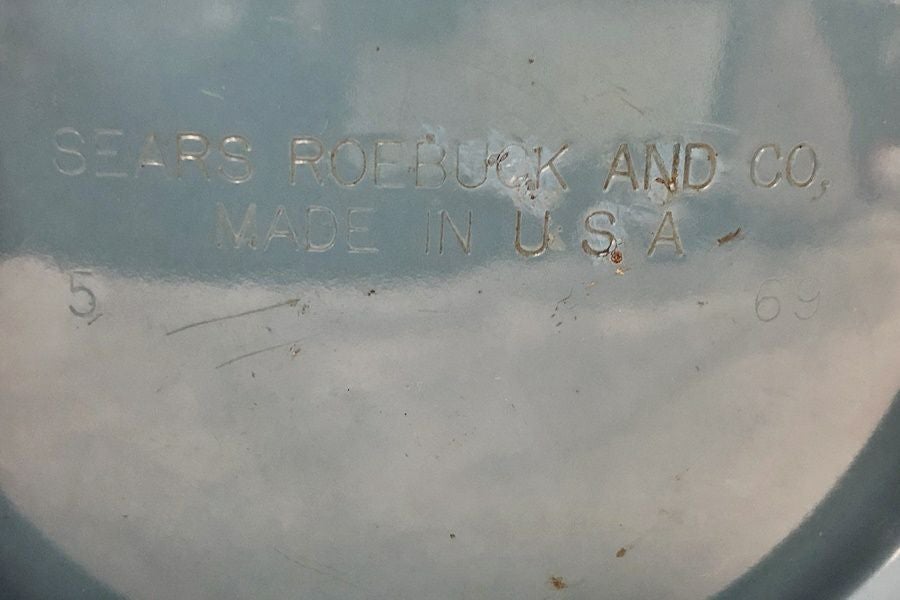 SEARS ROEBUCK AND CO,
MADE IN U S A
5 69